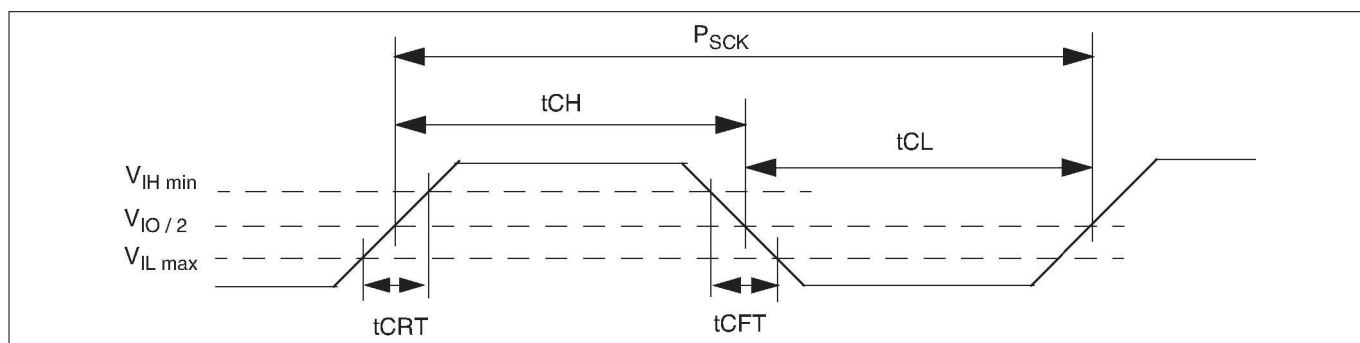 PSCK
tCH
tCL
VIH min
VIO / 2
VIL max
tCRT
tCFT